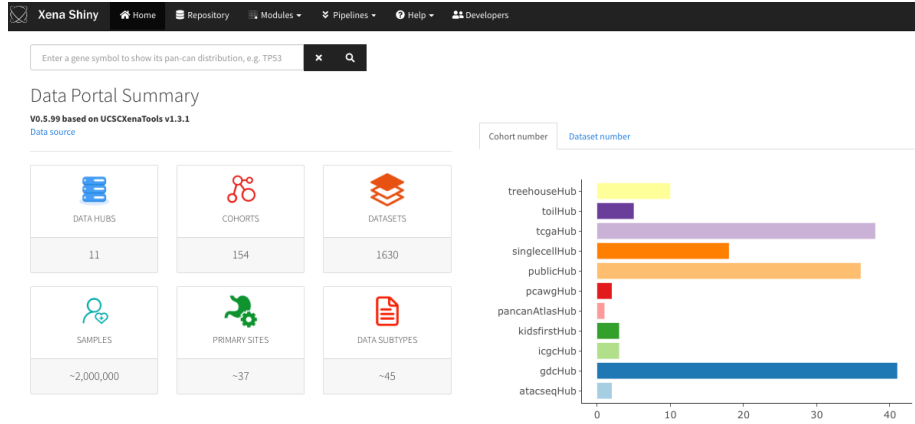 Xena Shiny Home Repository Modules Pipelines Help Developers
Enter a gene symbol to show its pan-can distribution, e.g. TP53
Data Portal Summary
V0.5.99 based on UCSCXenaTools v1.3.1
Data source
DATA HUBS COHORTS DATASETS
11 154 1630
SAMPLES PRIMARY SITES DATA SUBTYPES
~2,000,000 ~37 ~45
Cohort number Dataset number
treehouseHub
toilHub
tcgaHub
singlecellHub
publicHub
pcawgHub
pancanAtlasHub
kidsfirstHub
icgcHub
gdcHub
atacseqHub
0 10 20 30 40